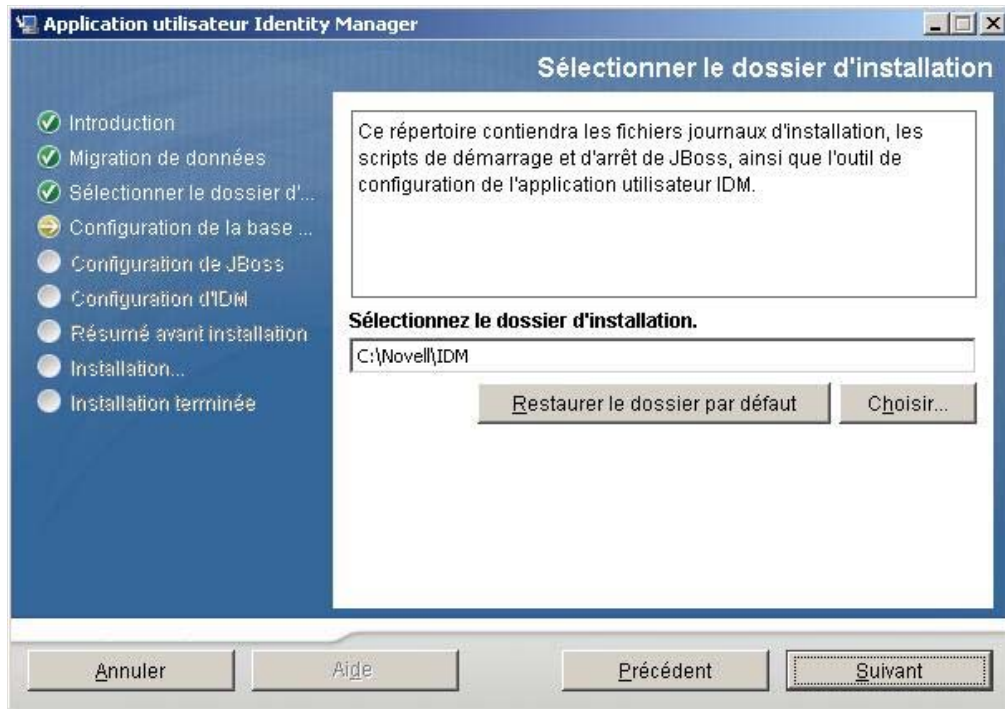 Application utilisateur Identity Manager
Sélectionner le dossier d'installation
Introduction
Migration de données
Sélectionner le dossier d'...
Configuration de la base ...
Configuration de JBoss
Configuration d'IDM
Résumé avant installation
Installation...
Installation terminée
Ce répertoire contiendra les fichiers journaux d'installation, les
scripts de démarrage et d'arrêt de JBoss, ainsi que l'outil de
configuration de l'application utilisateur IDM.
Sélectionnez le dossier d'installation.
C:\Novell\IDM
Restaurer le dossier par défaut
Choisir...
Annuler
Aide
Précédent
Suivant